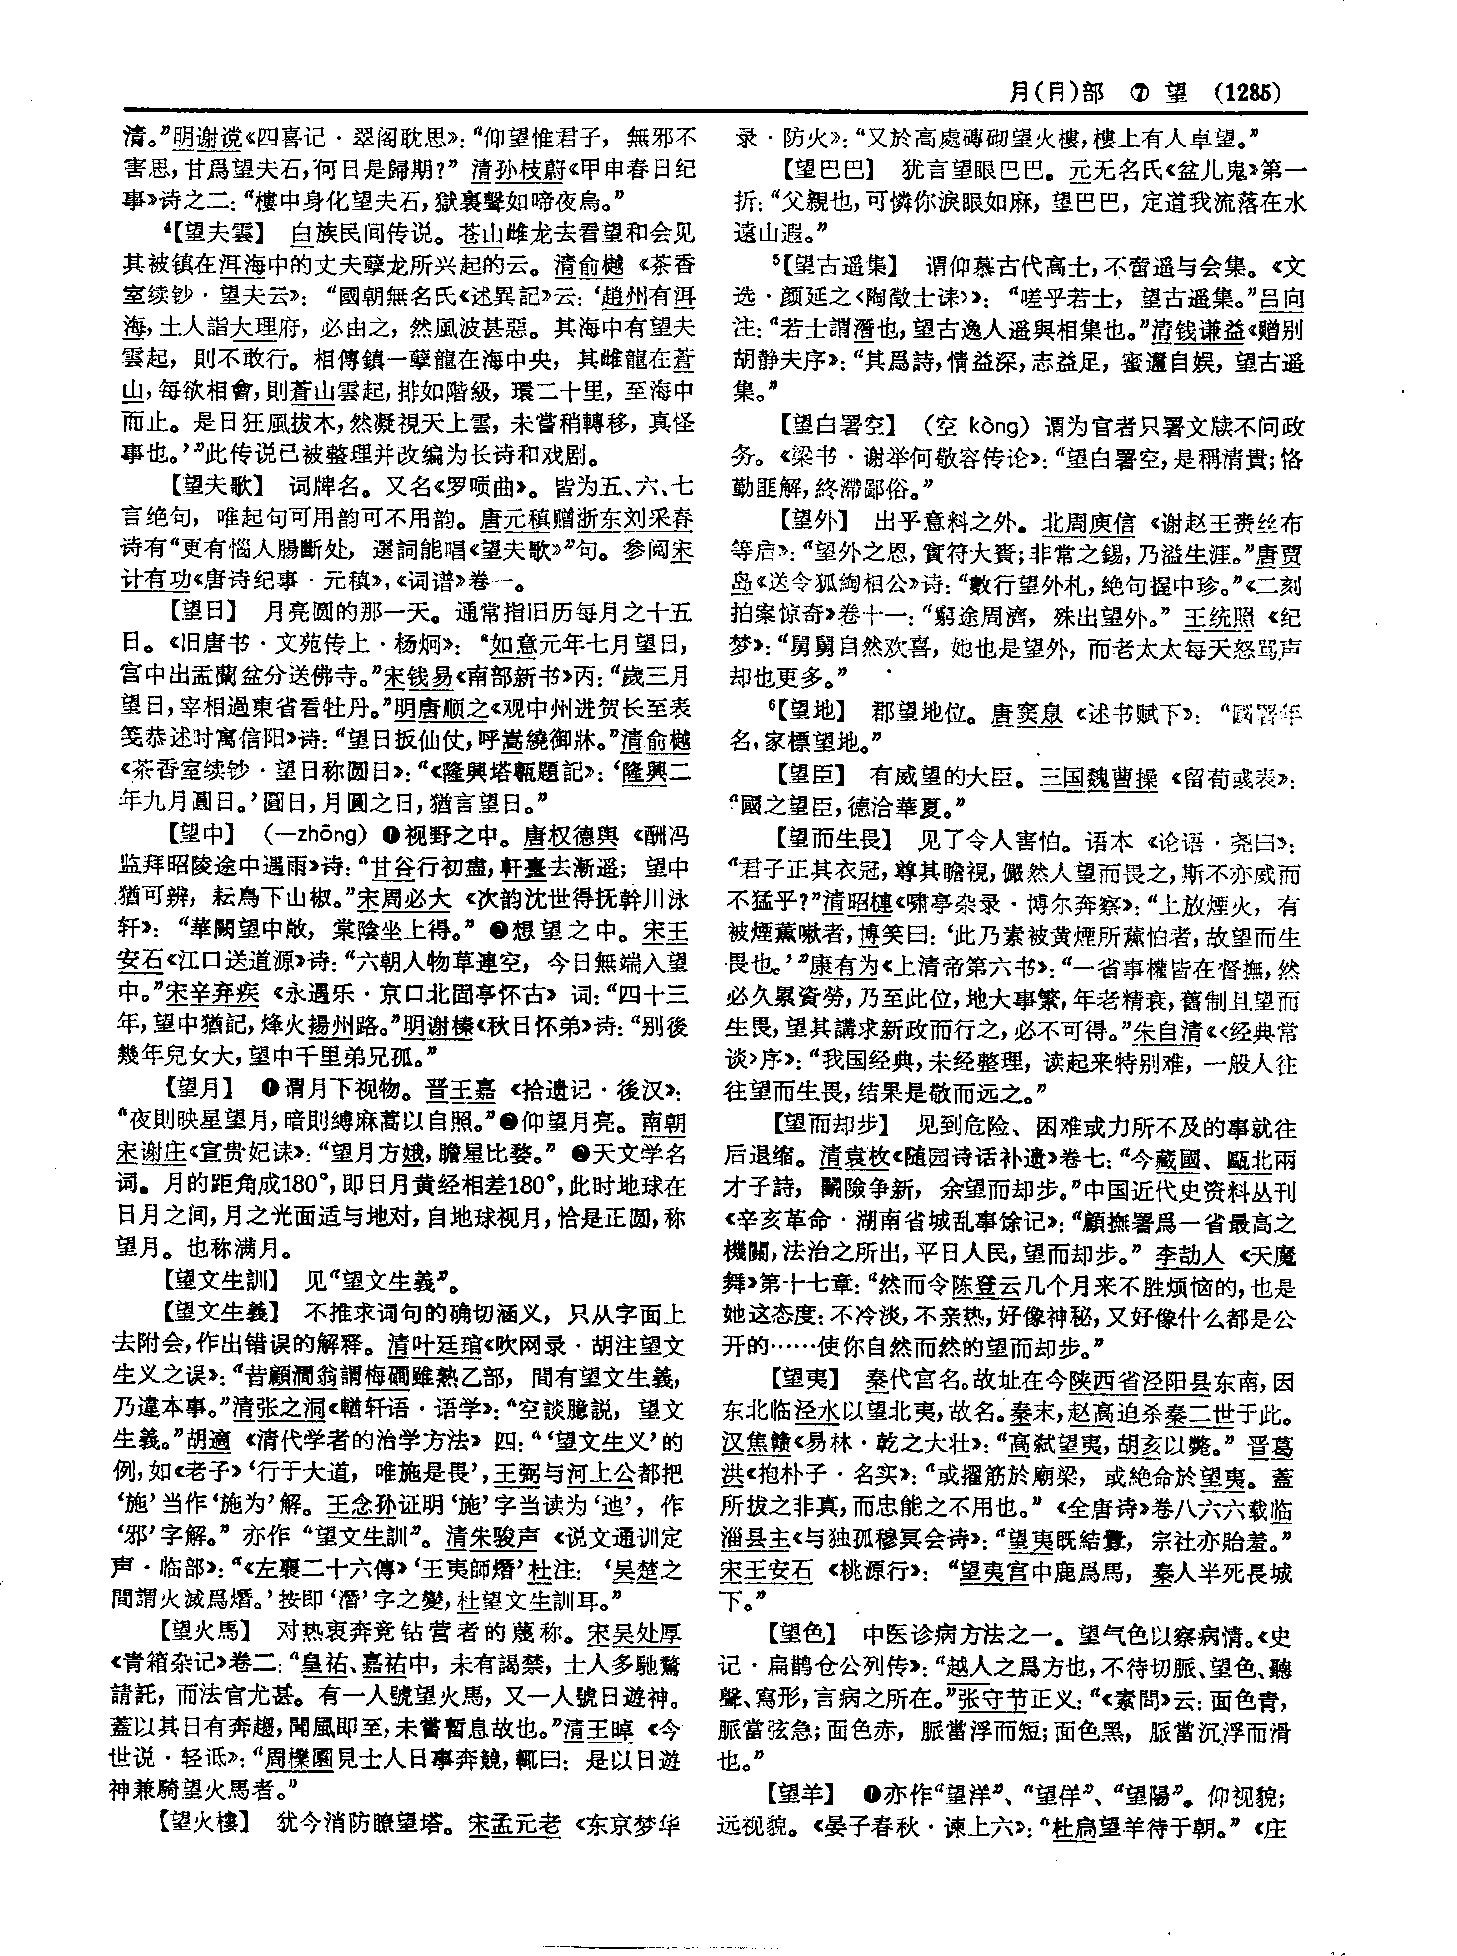 月(⺼)部 ⑦ 望 (1285)
清。”明谢谠《四喜记·翠阁耽思》：“仰望惟君子，無邪不
害思，甘爲望夫石，何日是歸期？”清孙枝蔚《甲申春日纪
事》诗之二：“樓中身化望夫石，獄裏聲如啼夜烏。”
⁴【望夫雲】 白族民间传说。苍山雌龙去看望和会见
其被镇在洱海中的丈夫孽龙所兴起的云。清俞樾《茶香
室续钞·望夫云》：“國朝無名氏《述異記》云：‘趙州有洱
海，土人詣大理府，必由之，然風波甚惡。其海中有望夫
雲起，則不敢行。相傳鎮一孽龍在海中央，其雌龍在蒼
山，每欲相會，則蒼山雲起，排如階級，環二十里，至海中
而止。是日狂風拔木，然凝視天上雲，未嘗稍轉移，真怪
事也。’”此传说已被整理并改编为长诗和戏剧。
【望夫歌】 词牌名。又名《罗唝曲》。皆为五、六、七
言绝句，唯起句可用韵可不用韵。唐元稹赠浙东刘采春
诗有“更有惱人腸斷处，選詞能唱《望夫歌》”句。参阅宋
计有功《唐诗纪事·元稹》，《词谱》卷一。
【望日】 月亮圆的那一天。通常指旧历每月之十五
日。《旧唐书·文苑传上·杨炯》：“如意元年七月望日，
宫中出盂蘭盆分送佛寺。”宋钱易《南部新书》丙：“歲三月
望日，宰相過東省看牡丹。”明唐顺之《观中州进贺长至表
笺恭述时寓信阳》诗：“望日扳仙仗，呼嵩繞御牀。”清俞樾
《茶香室续钞·望日称圆日》：“《隆興塔甎題記》：‘隆興二
年九月圓日。’圓日，月圓之日，猶言望日。”
【望中】 （—zhōng）❶视野之中。唐权德舆《酬冯
监拜昭陵途中遇雨》诗：“甘谷行初盡，軒臺去漸遥；望中
猶可辨，耘鳥下山椒。”宋周必大《次韵沈世得抚幹川泳
轩》：“華闕望中敞，棠陰坐上得。”❷想望之中。宋王
安石《江口送道源》诗：“六朝人物草連空，今日無端入望
中。”宋辛弃疾《永遇乐·京口北固亭怀古》词：“四十三
年，望中猶記，烽火揚州路。”明谢榛《秋日怀弟》诗：“别後
幾年兒女大，望中千里弟兄孤。”
【望月】 ❶谓月下视物。晋王嘉《拾遗记·後汉》：
“夜則映星望月，暗則縛麻蒿以自照。”❷仰望月亮。南朝
宋谢庄《宣贵妃诔》：“望月方娥，瞻星比婺。”❷天文学名
词。月的距角成180°，即日月黄经相差180°，此时地球在
日月之间，月之光面适与地对，自地球视月，恰是正圆，称
望月。也称满月。
【望文生訓】 见“望文生義”。
【望文生義】 不推求词句的确切涵义，只从字面上
去附会，作出错误的解释。清叶廷琯《吹网录·胡注望文
生义之误》：“昔顧澗翁謂梅磵雖熟乙部，間有望文生義，
乃違本事。”清张之洞《輶轩语·语学》：“空談臆説，望文
生義。”胡適《清代学者的治学方法》四：“‘望文生义’的
例，如《老子》‘行于大道，唯施是畏’，王弼与河上公都把
‘施’当作‘施为’解。王念孙证明‘施’字当读为‘迆’，作
‘邪’字解。”亦作“望文生訓”。清朱骏声《说文通训定
声·临部》：“《左襄二十六傳》‘王夷師熸’杜注：‘吴楚之
間謂火滅爲熸。’按即‘潛’字之變，杜望文生訓耳。”
【望火馬】 对热衷奔竞钻营者的蔑称。宋吴处厚
《青箱杂记》卷二：“皇祐、嘉祐中，未有謁禁，士人多馳騖
請託，而法官尤甚。有一人號望火馬，又一人號日遊神。
蓋以其日有奔趨，聞風即至，未嘗暫息故也。”清王晫《今
世说·轻诋》：“周櫟園見士人日事奔競，輒曰：是以日遊
神兼騎望火馬者。”
【望火樓】 犹今消防瞭望塔。宋孟元老《东京梦华
录·防火》：“又於高處磚砌望火樓，樓上有人卓望。”
【望巴巴】 犹言望眼巴巴。元无名氏《盆儿鬼》第一
折：“父親也，可憐你淚眼如麻，望巴巴，定道我流落在水
遠山遐。”
⁵【望古遥集】 谓仰慕古代高士，不啻遥与会集。《文
选·颜延之〈陶徵士诔〉》：“嗟乎若士，望古遥集。”吕向
注：“若士謂潛也，望古逸人遥與相集也。”清钱谦益《赠别
胡静夫序》：“其爲詩，情益深，志益足，蜜邇自娱，望古遥
集。”
【望白署空】 （空 kòng）谓为官者只署文牍不问政
务。《梁书·谢举何敬容传论》：“望白署空，是稱清貴；恪
勤匪解，終滯鄙俗。”
【望外】 出乎意料之外。北周庾信《谢赵王赉丝布
等启》：“望外之恩，實符大賚；非常之錫，乃溢生涯。”唐贾
岛《送令狐綯相公》诗：“數行望外札，絶句握中珍。”《二刻
拍案惊奇》卷十一：“窮途周濟，殊出望外。”王统照《纪
梦》：“舅舅自然欢喜，她也是望外，而老太太每天怒骂声
却也更多。”
⁶【望地】 郡望地位。唐窦臮《述书赋下》：“國署年
名，家標望地。”
【望臣】 有威望的大臣。三国魏曹操《留荀彧表》：
“國之望臣，德洽華夏。”
【望而生畏】 见了令人害怕。语本《论语·尧曰》：
“君子正其衣冠，尊其瞻視，儼然人望而畏之，斯不亦威而
不猛乎？”清昭梿《啸亭杂录·博尔奔察》：“上放煙火，有
被煙薰嗽者，博笑曰：‘此乃素被黄煙所薰怕者，故望而生
畏也。’”康有为《上清帝第六书》：“一省事權皆在督撫，然
必久累資勞，乃至此位，地大事繁，年老精衰，舊制且望而
生畏，望其講求新政而行之，必不可得。”朱自清《〈经典常
谈〉序》：“我国经典，未经整理，读起来特别难，一般人往
往望而生畏，结果是敬而远之。”
【望而却步】 见到危险、困难或力所不及的事就往
后退缩。清袁枚《随园诗话补遗》卷七：“今藏國、甌北兩
才子詩，鬭險争新，余望而却步。”中国近代史资料丛刊
《辛亥革命·湖南省城乱事馀记》：“顧撫署爲一省最高之
機關，法治之所出，平日人民，望而却步。”李劼人《天魔
舞》第十七章：“然而令陈登云几个月来不胜烦恼的，也是
她这态度：不冷淡，不亲热，好像神秘，又好像什么都是公
开的……使你自然而然的望而却步。”
【望夷】 秦代宫名。故址在今陕西省泾阳县东南，因
东北临泾水以望北夷，故名。秦末，赵高迫杀秦二世于此。
汉焦赣《易林·乾之大壮》：“高弑望夷，胡亥以斃。”晋葛
洪《抱朴子·名实》：“或擢筋於廟梁，或絶命於望夷。蓋
所拔之非真，而忠能之不用也。”《全唐诗》卷八六六载临
淄县主《与独孤穆冥会诗》：“望夷既結釁，宗社亦貽羞。”
宋王安石《桃源行》：“望夷宫中鹿爲馬，秦人半死長城
下。”
【望色】 中医诊病方法之一。望气色以察病情。《史
记·扁鹊仓公列传》：“越人之爲方也，不待切脈、望色、聽
聲、寫形，言病之所在。”张守节正义：“《素問》云：面色青，
脈當弦急；面色赤，脈當浮而短；面色黑，脈當沉浮而滑
也。”
【望羊】 ❶亦作“望洋”、“望佯”、“望陽”。仰视貌；
远视貌。《晏子春秋·谏上六》：“杜扃望羊待于朝。”《庄